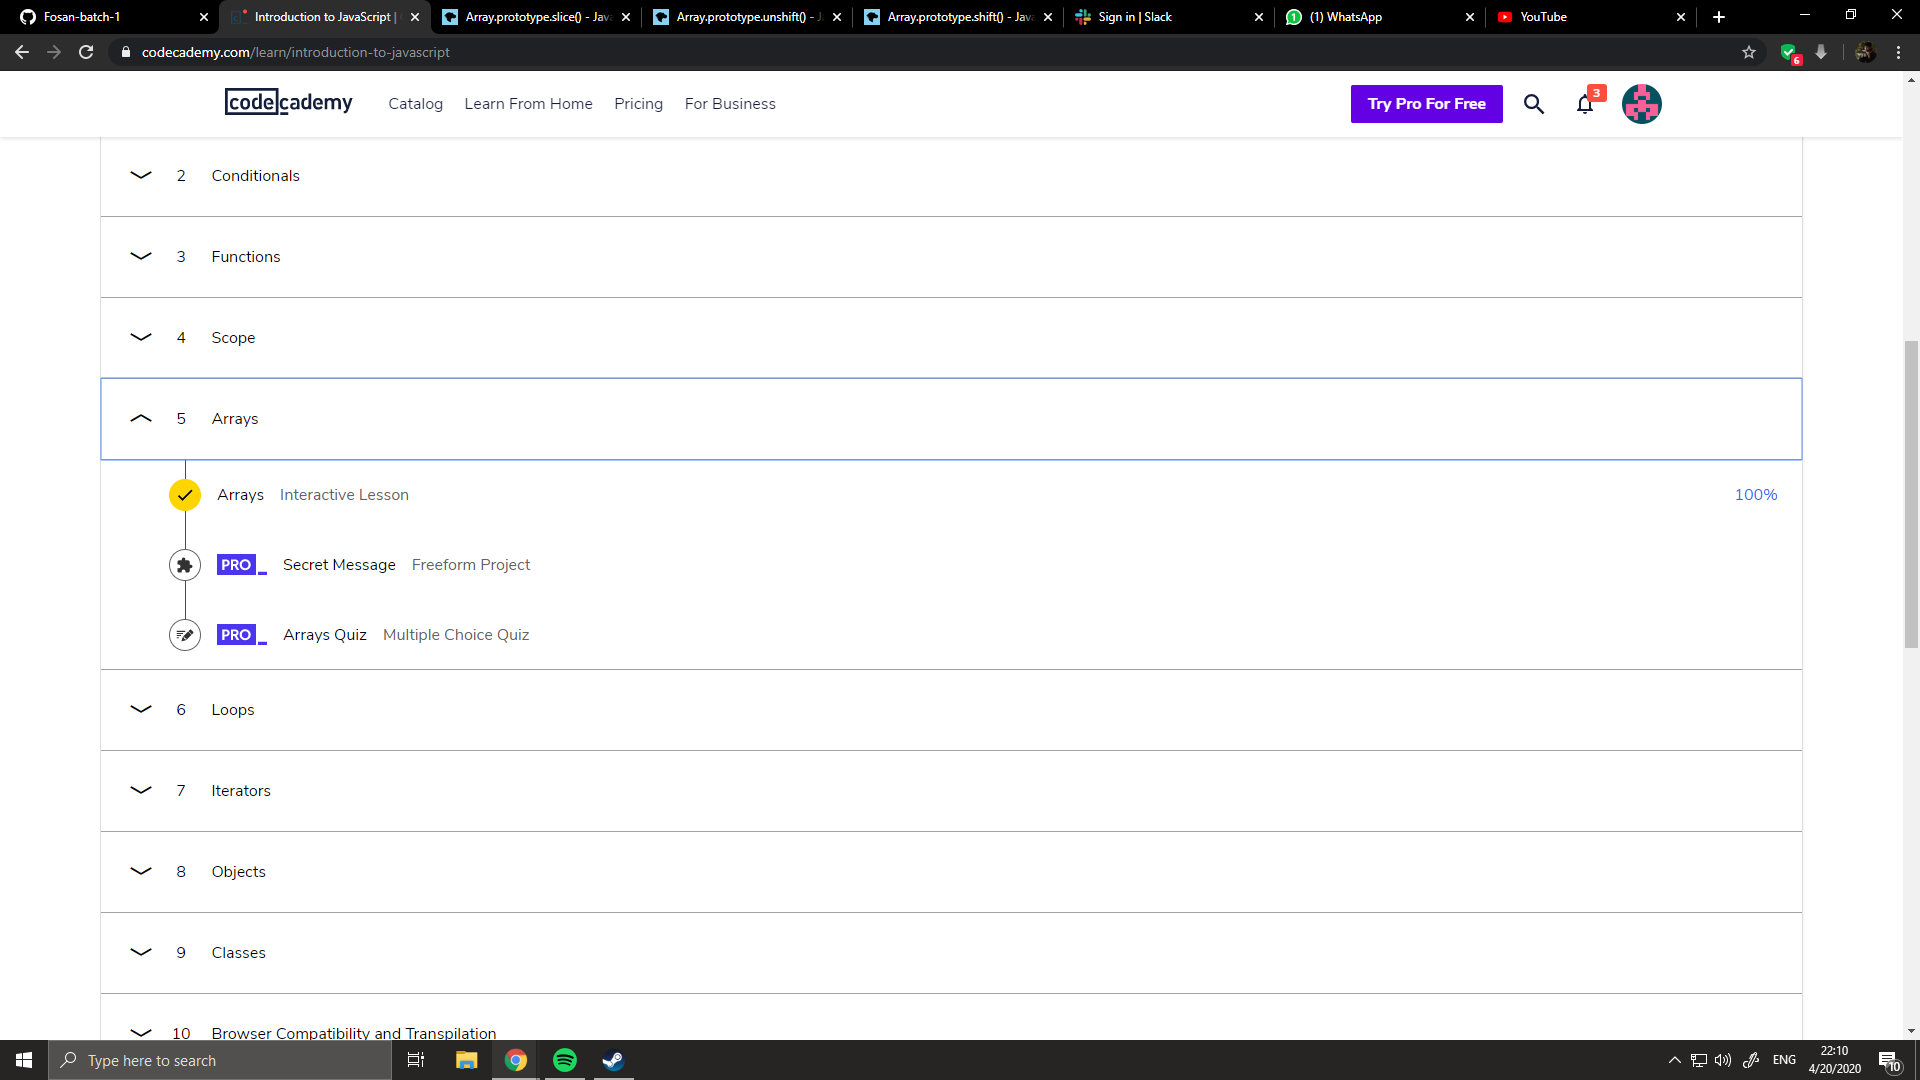 Fosan-batch-1
Introduction to JavaScript |
Array.prototype.slice() - Jav
Array.prototype.unshift() - J
Array.prototype.shift() - Jav
Sign in | Slack
(1) WhatsApp
YouTube
codecademy.com/learn/introduction-to-javascript
6
codecademy
Catalog
Learn From Home
Pricing
For Business
Try Pro For Free
3
2 Conditionals
3 Functions
4 Scope
5 Arrays
Arrays Interactive Lesson 100%
PRO Secret Message Freeform Project
PRO Arrays Quiz Multiple Choice Quiz
6 Loops
7 Iterators
8 Objects
9 Classes
10 Browser Compatibility and Transpilation
Type here to search
ENG
22:10
4/20/2020
10